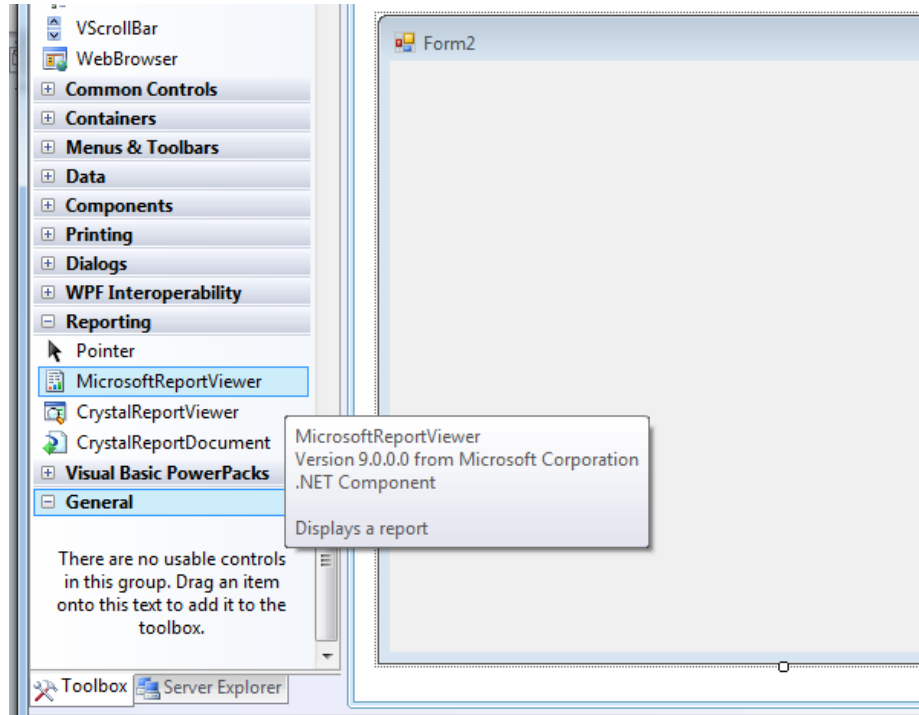 VScrollBar
WebBrowser
Common Controls
Containers
Menus & Toolbars
Data
Components
Printing
Dialogs
WPF Interoperability
Reporting
Pointer
MicrosoftReportViewer
CrystalReportViewer
CrystalReportDocument
Visual Basic PowerPacks
General
There are no usable controls
in this group. Drag an item
onto this text to add it to the
toolbox.
Toolbox
Server Explorer
Form2
MicrosoftReportViewer
Version 9.0.0.0 from Microsoft Corporation
.NET Component
Displays a report